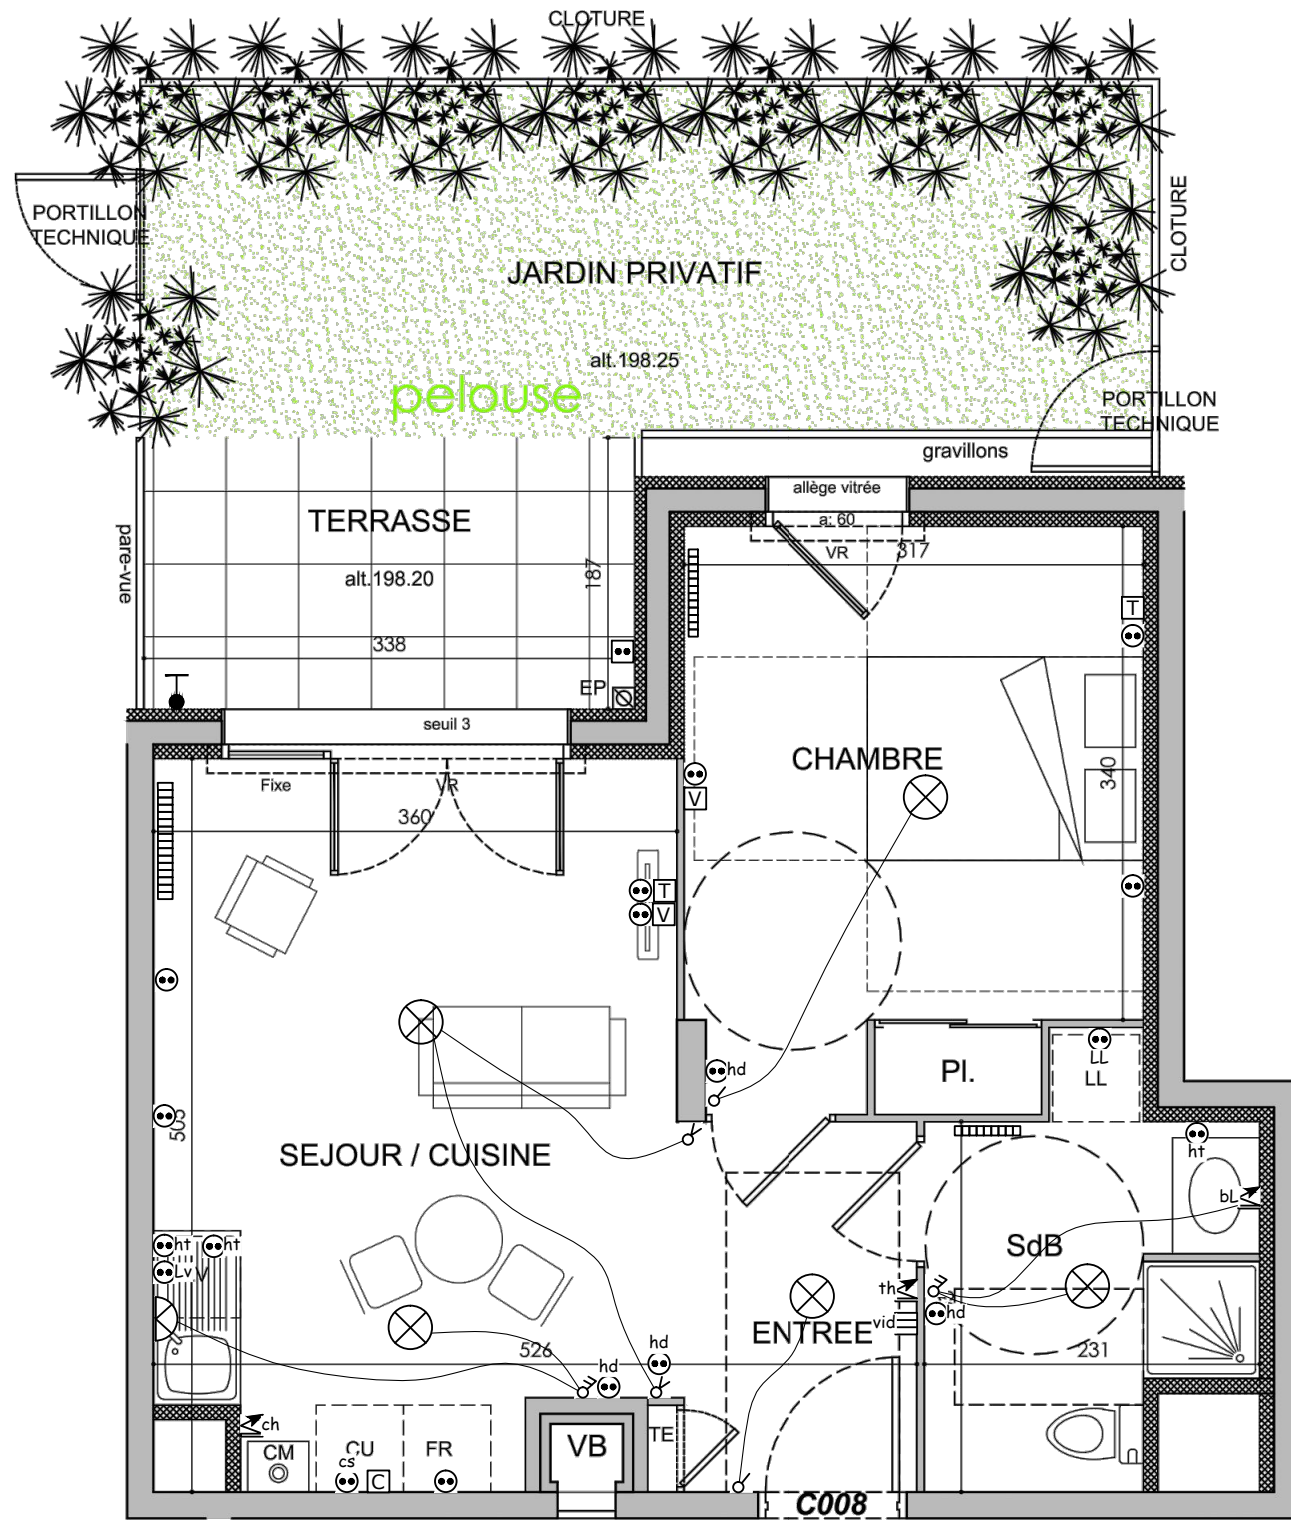 CLOTURE
PORTILLON
TECHNIQUE
CLOTURE
JARDIN PRIVATIF
alt.198.25
pelouse
PORTILLON
TECHNIQUE
gravillons
allège vitrée
a: 60
VR
317
TERRASSE
alt.198.20
pare-vue
187
338
EP
T
seuil 3
Fixe
VR
360
CHAMBRE
340
V
T
V
hd
Pl.
LL
LL
503
SEJOUR / CUISINE
ht
bL
SdB
ht
ht
Lv
V
th
hd
vid
ENTREE
526
231
hd
hd
ch
CM
CU
cs
C
FR
VB
TE
C008